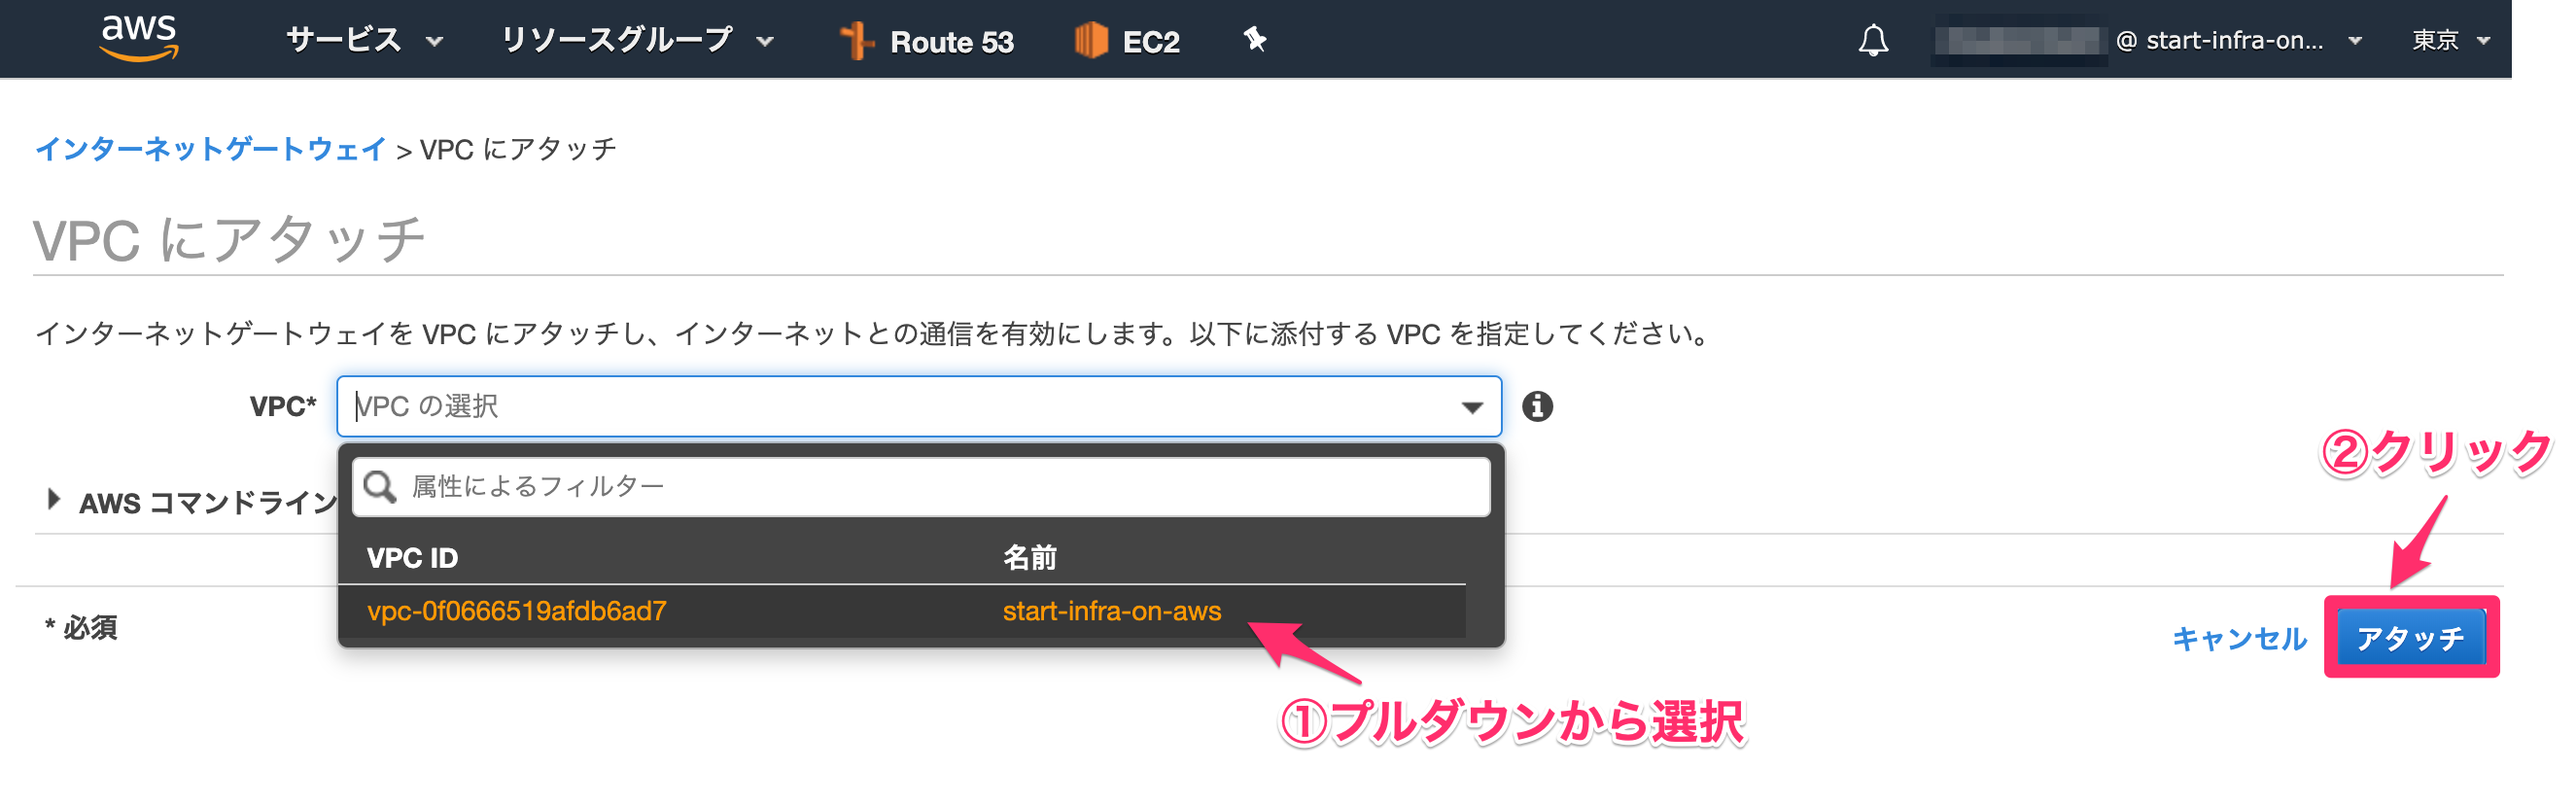 aws サービス リソースグループ Route 53 EC2 @ start-infra-on... 東京
インターネットゲートウェイ > VPC にアタッチ
VPC にアタッチ
インターネットゲートウェイを VPC にアタッチし、インターネットとの通信を有効にします。以下に添付する VPC を指定してください。
VPC* VPC の選択
②クリック
属性によるフィルター
AWS コマンドライン
VPC ID 名前
vpc-0f0666519afdb6ad7 start-infra-on-aws
* 必須
キャンセル アタッチ
①プルダウンから選択